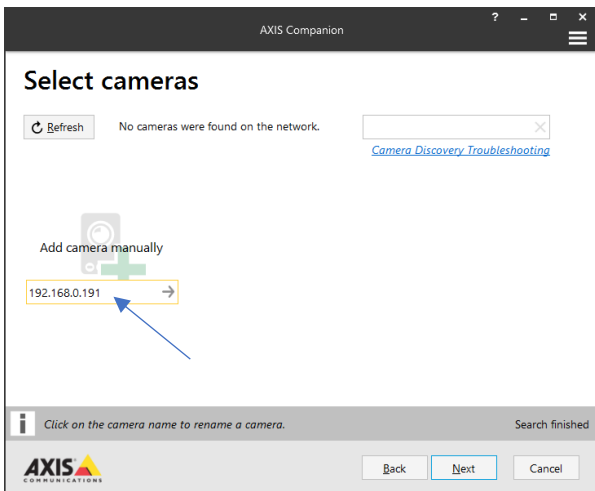 AXIS Companion
?
Select cameras
Refresh
No cameras were found on the network.
Camera Discovery Troubleshooting
Add camera manually
192.168.0.191
i
Click on the camera name to rename a camera.
Search finished
AXIS
COMMUNICATIONS
Back
Next
Cancel